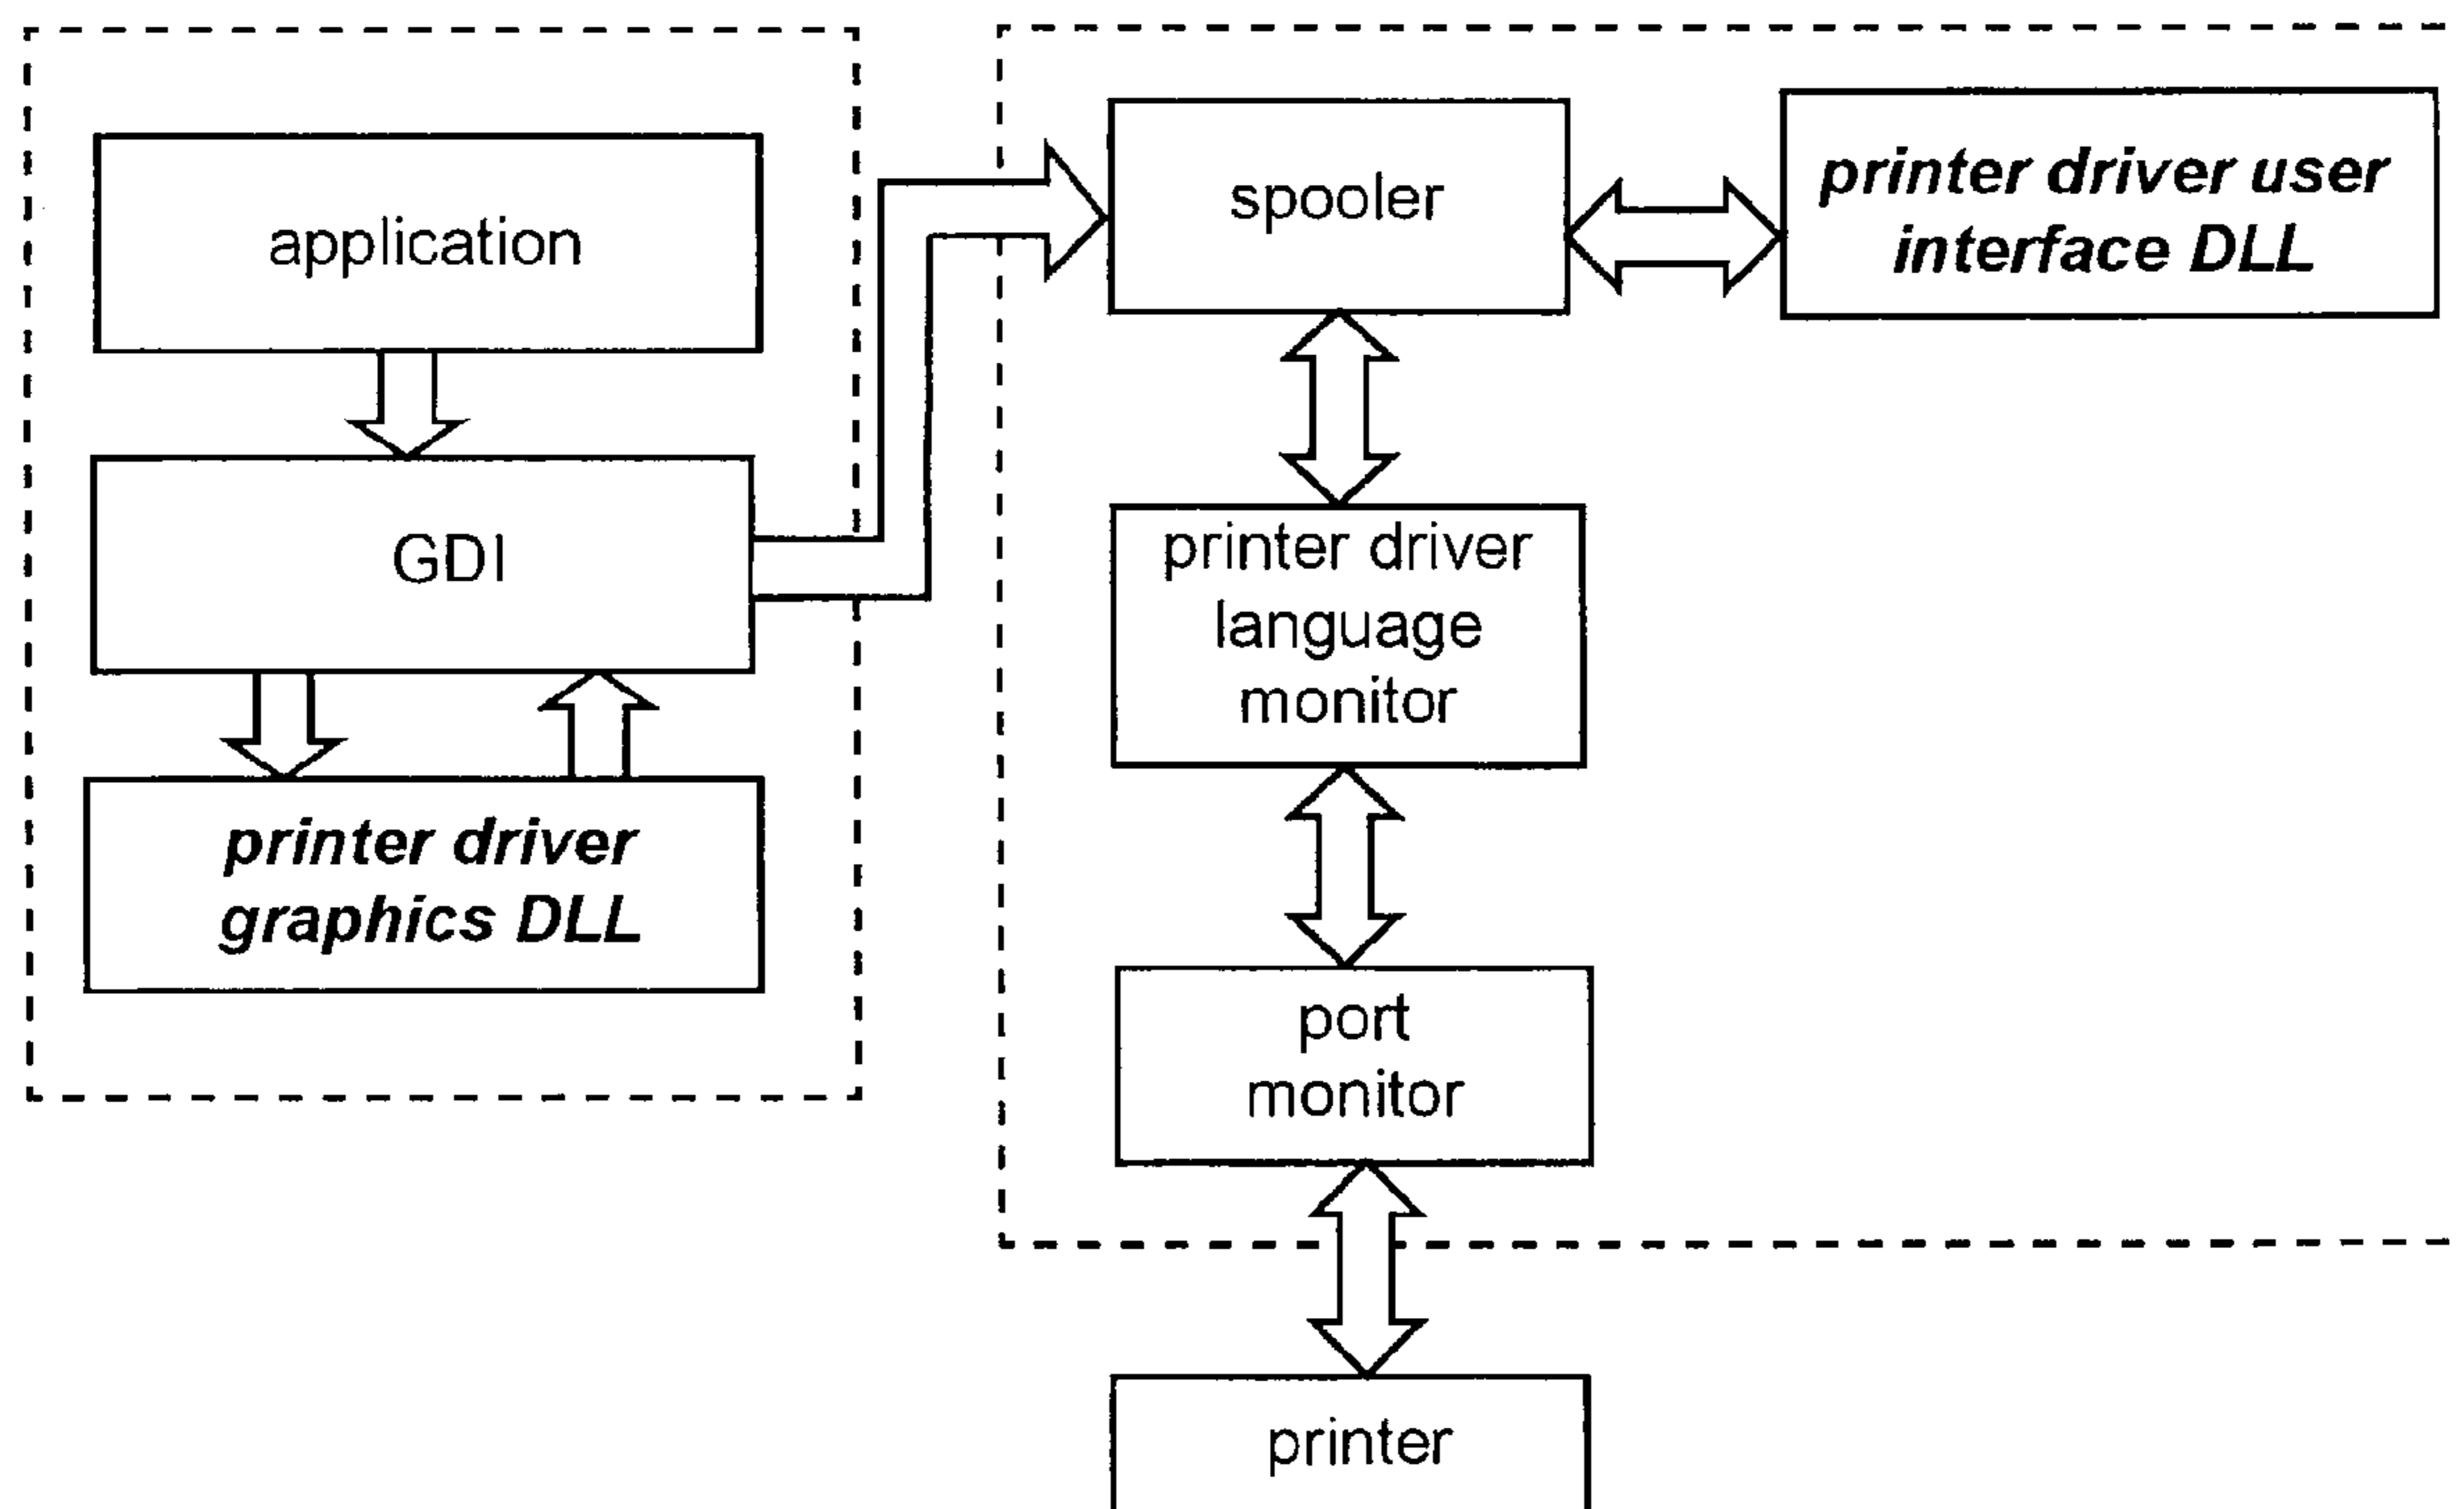 application
GDI
printer driver
graphics DLL
spooler
printer driver user
interface DLL
printer driver
language
monitor
port
monitor
printer